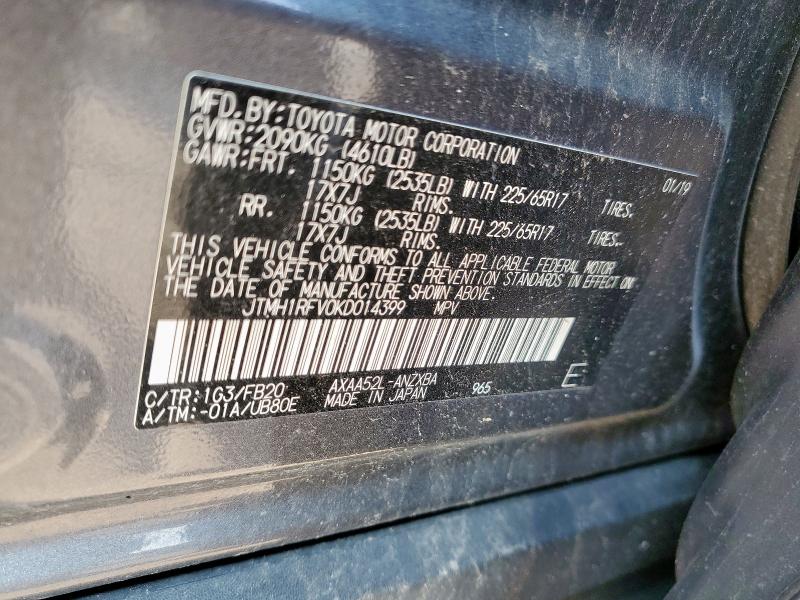 MFD. BY: TOYOTA MOTOR CORPORATION 01/19
GVWR: 2090KG (4610LB)
GAWR: FRT. 1150KG (2535LB) WITH 225/65R17 TIRES.
17X7J RIMS.
RR. 1150KG (2535LB) WITH 225/65R17 TIRES.
17X7J RIMS.
THIS VEHICLE CONFORMS TO ALL APPLICABLE FEDERAL MOTOR
VEHICLE SAFETY AND THEFT PREVENTION STANDARDS IN EFFECT ON
THE DATE OF MANUFACTURE SHOWN ABOVE.
JTMH1RFV0KD014399 MPV
C/TR: 1G3/FB20 AXAA52L-ANZXBA
A/TM: -01A/UB80E MADE IN JAPAN 965 E